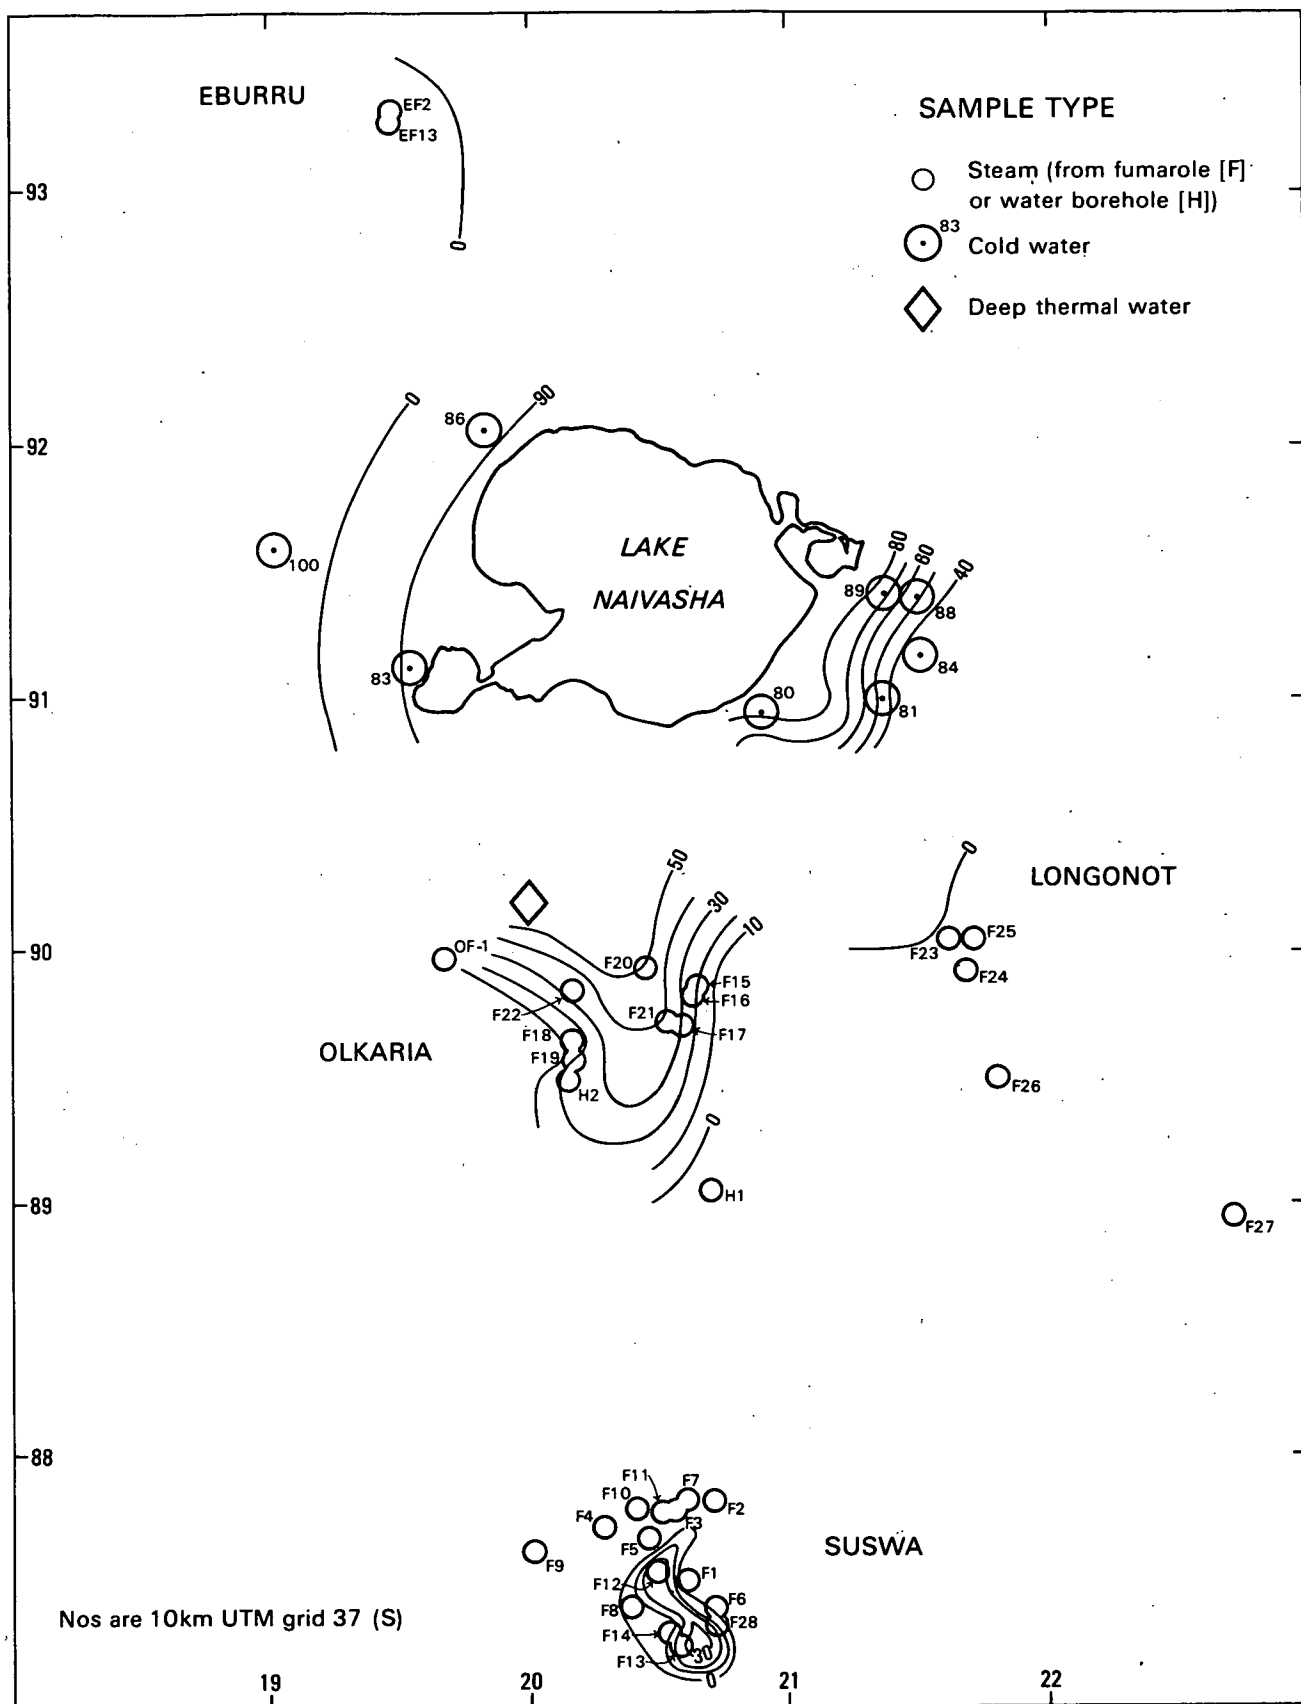 EBURRU
EF2
EF13
SAMPLE TYPE
Steam (from fumarole [F]
or water borehole [H])
83
Cold water
Deep thermal water
93
0
0
90
86
92
100
LAKE
NAIVASHA
80
60
40
89
88
84
83
91
80
81
50
30
10
0
LONGONOT
OF-1
90
F20
F15
F16
F23
F25
F24
F22
F21
F17
F18
F19
OLKARIA
H2
F26
0
89
H1
F27
88
F11
F7
F10
F2
F4
F3
F5
F9
SUSWA
F12
F1
F8
F6
F28
Nos are 10km UTM grid 37 (S)
F14
F13
30
0
19
20
21
22